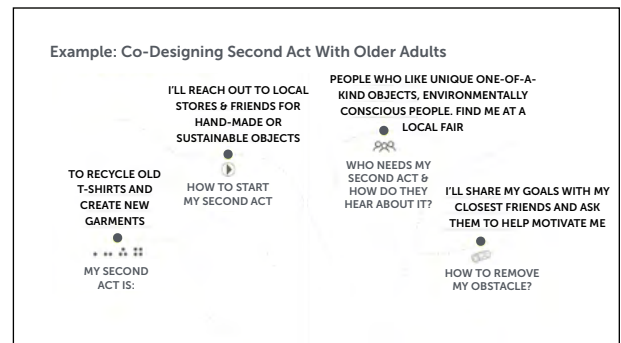 Example: Co-Designing Second Act With Older Adults
TO RECYCLE OLD
T-SHIRTS AND
CREATE NEW
GARMENTS
MY SECOND
ACT IS:
I'LL REACH OUT TO LOCAL
STORES & FRIENDS FOR
HAND-MADE OR
SUSTAINABLE OBJECTS
HOW TO START
MY SECOND ACT
PEOPLE WHO LIKE UNIQUE ONE-OF-A-
KIND OBJECTS, ENVIRONMENTALLY
CONSCIOUS PEOPLE. FIND ME AT A
LOCAL FAIR
WHO NEEDS MY
SECOND ACT &
HOW DO THEY
HEAR ABOUT IT?
I'LL SHARE MY GOALS WITH MY
CLOSEST FRIENDS AND ASK
THEM TO HELP MOTIVATE ME
HOW TO REMOVE
MY OBSTACLE?